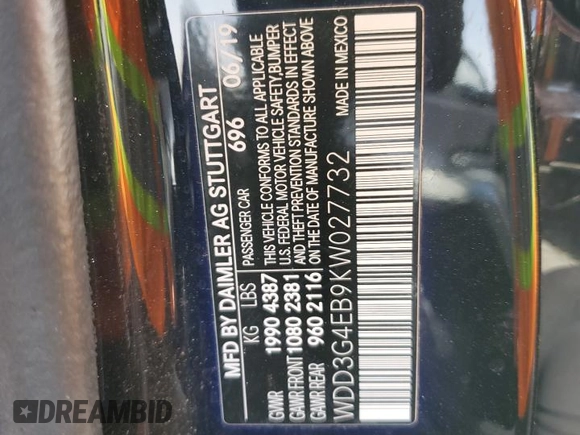 MFD BY DAIMLER AG STUTTGART
696 06/19
KG LBS PASSENGER CAR
GVWR 1990 4387 THIS VEHICLE CONFORMS TO ALL APPLICABLE
GAWR FRONT 1080 2381 U.S. FEDERAL MOTOR VEHICLE SAFETY,BUMPER
AND THEFT PREVENTION STANDARDS IN EFFECT
GAWR REAR 960 2116 ON THE DATE OF MANUFACTURE SHOWN ABOVE
MADE IN MEXICO
WDD3G4EB9KW027732
DREAMBID